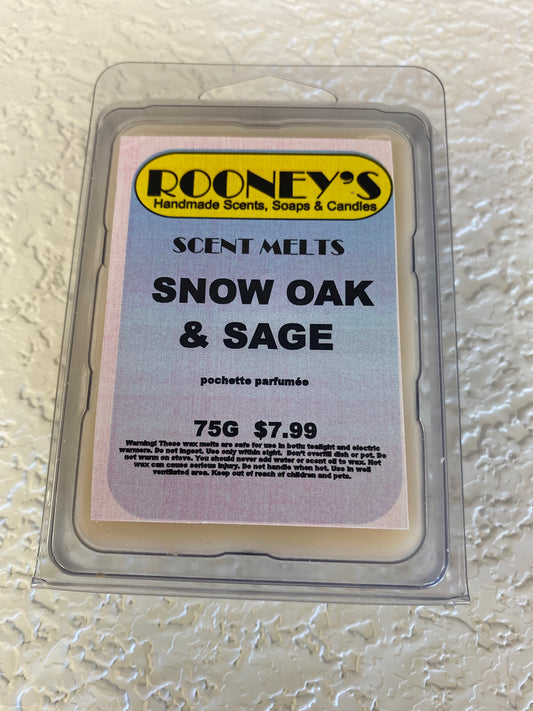 ROONEY'S
Handmade Scents, Soaps & Candles
SCENT MELTS
SNOW OAK
& SAGE
pochette parfumée
75G $7.99
Warning! These wax melts are safe for use in both: tealight and electric
warmers. Do not ingest. Use only within sight. Don't overfill dish or pot. Do
not warm on stove. You should never add water or scent oil to wax. Hot
wax can cause serious injury. Do not handle when hot. Use in well
ventilated area. Keep out of reach of children and pets.